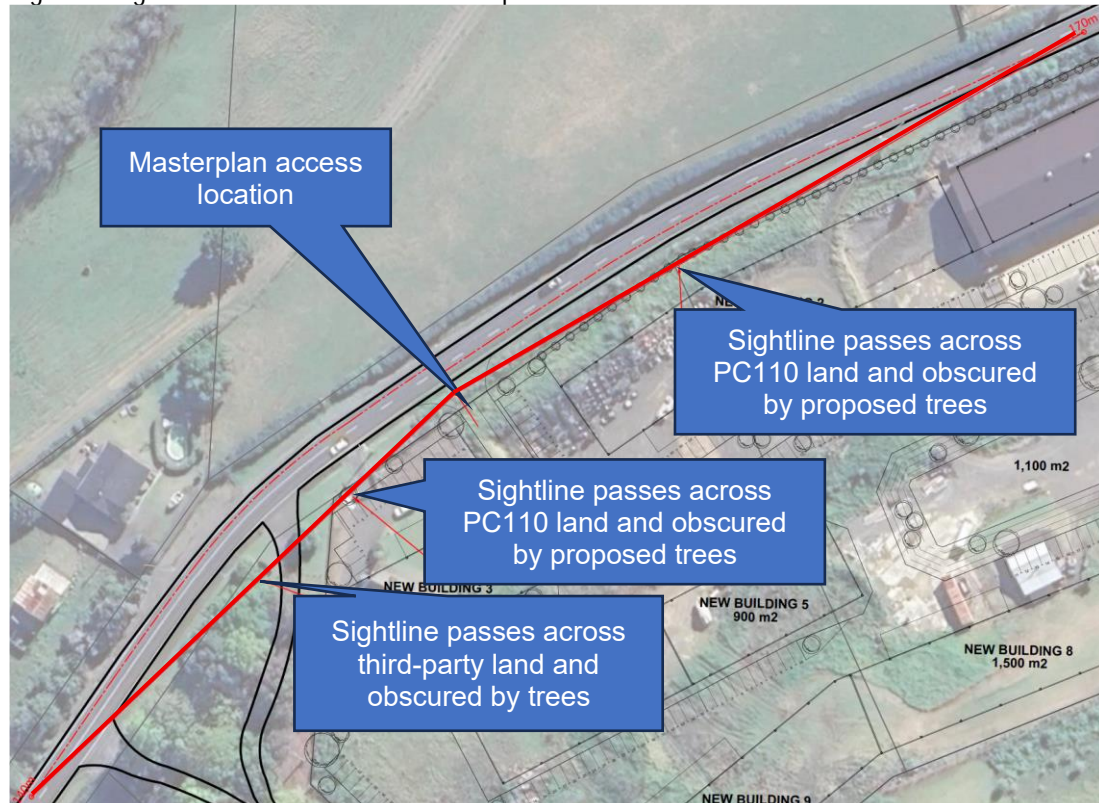 170m
Masterplan access
location
Sightline passes across
PC110 land and obscured
by proposed trees
1,100 m2
Sightline passes across
PC110 land and obscured
by proposed trees
NEW BUILDING 3
NEW BUILDING 5
900 m2
Sightline passes across
third-party land and
obscured by trees
NEW BUILDING 8
1,500 m2
NEW BUILDING 9